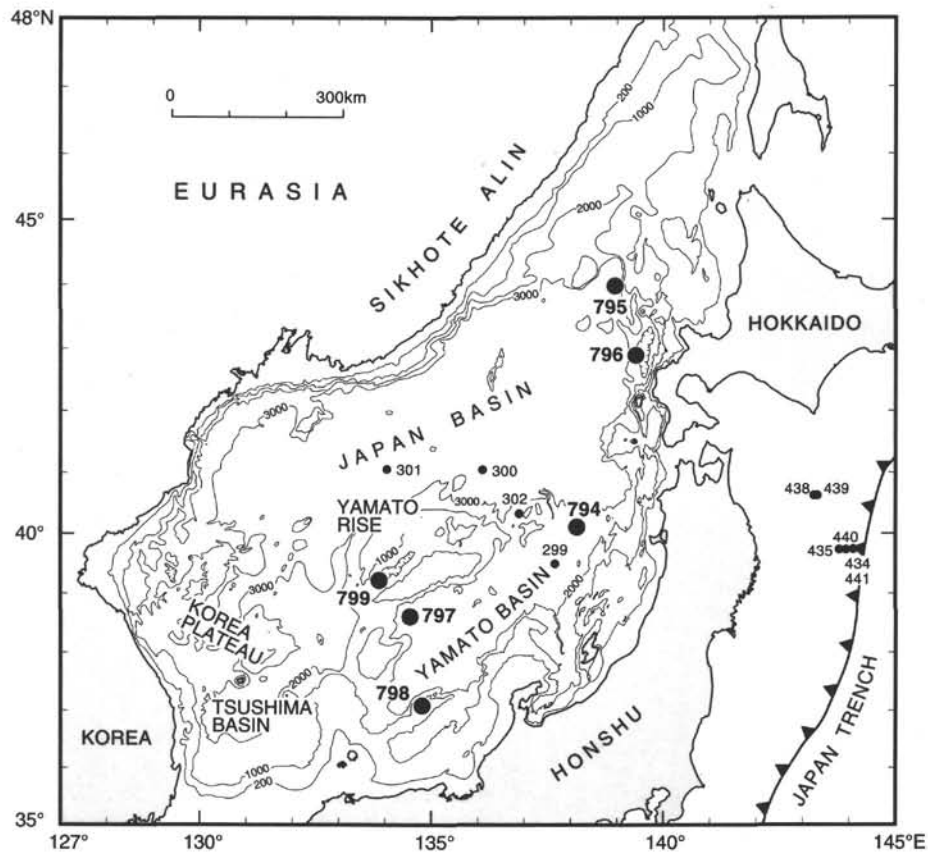 48°N
0 300km
200
1000
EURASIA
SIKHOTE ALIN
2000
45°
3000
795
HOKKAIDO
796
3000
JAPAN BASIN
301
300
438 439
YAMATO
RISE
3000
302
794
40°
440
435
434
441
299
1000
3000
799
2000
KOREA
PLATEAU
797
YAMATO BASIN
798
2000
TSUSHIMA
BASIN
KOREA
HONSHU
JAPAN TRENCH
1000
200
35°
127° 130° 135° 140° 145°E